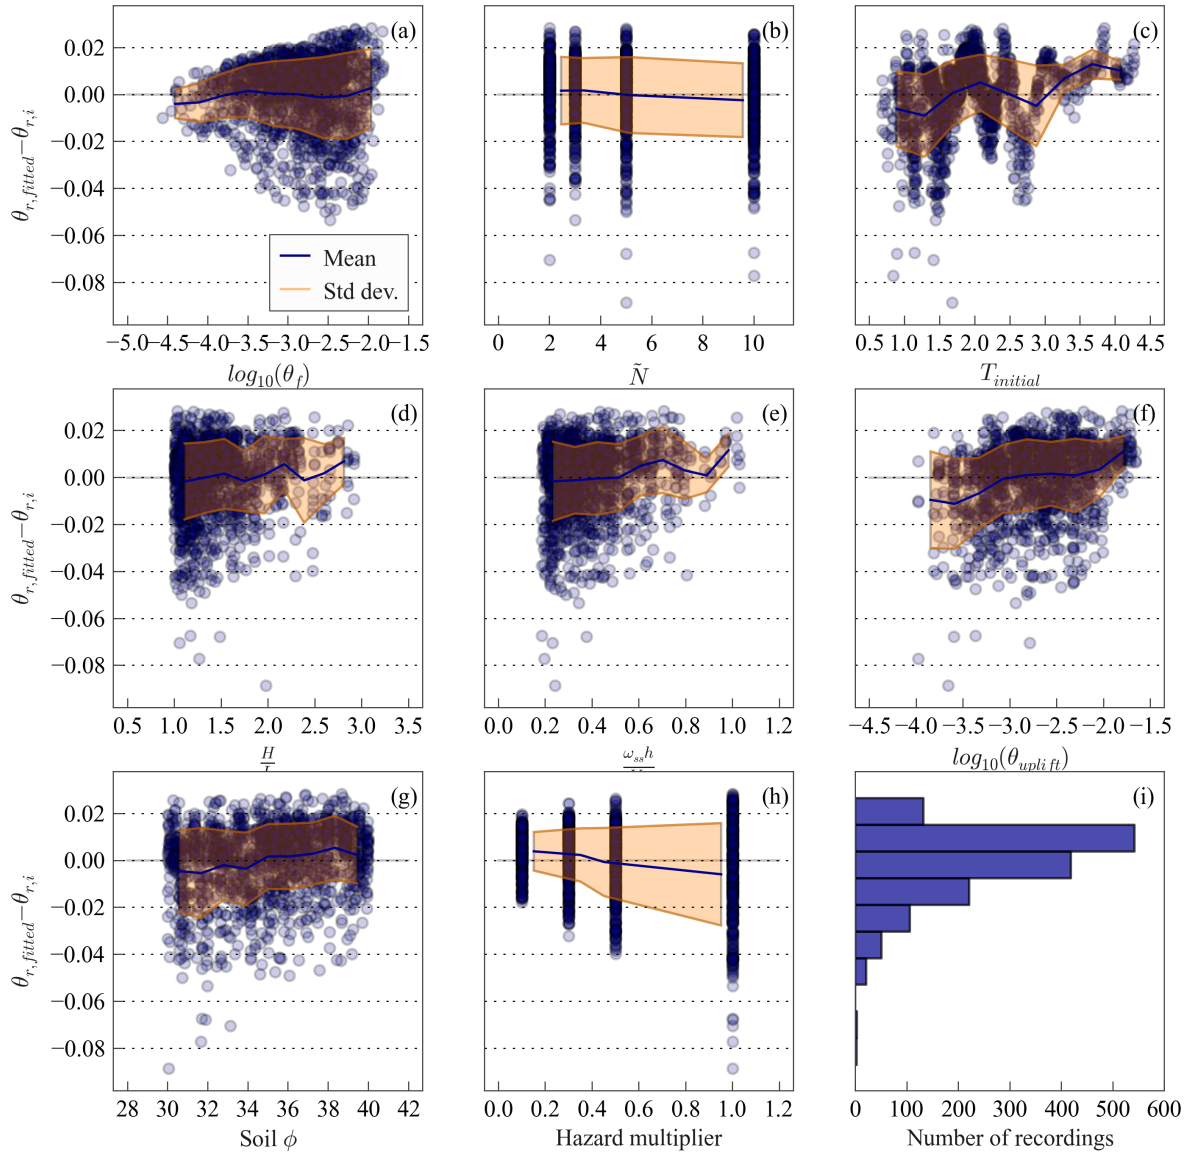 (a)
0.02
0.00
−0.02
−0.04
−0.06
−0.08
θr,fitted−θr,i
Mean
Std dev.
−5.0 −4.5 −4.0 −3.5 −3.0 −2.5 −2.0 −1.5
log10(θf)
(b)
0 2 4 6 8 10
Ñ
(c)
0.5 1.0 1.5 2.0 2.5 3.0 3.5 4.0 4.5
Tinitial
(d)
0.02
0.00
−0.02
−0.04
−0.06
−0.08
θr,fitted−θr,i
0.5 1.0 1.5 2.0 2.5 3.0 3.5
H
(e)
0.0 0.2 0.4 0.6 0.8 1.0 1.2
ωssh
(f)
−4.5 −4.0 −3.5 −3.0 −2.5 −2.0 −1.5
log10(θuplift)
(g)
0.02
0.00
−0.02
−0.04
−0.06
−0.08
θr,fitted−θr,i
28 30 32 34 36 38 40 42
Soil ϕ
(h)
0.0 0.2 0.4 0.6 0.8 1.0 1.2
Hazard multiplier
(i)
0 100 200 300 400 500 600
Number of recordings